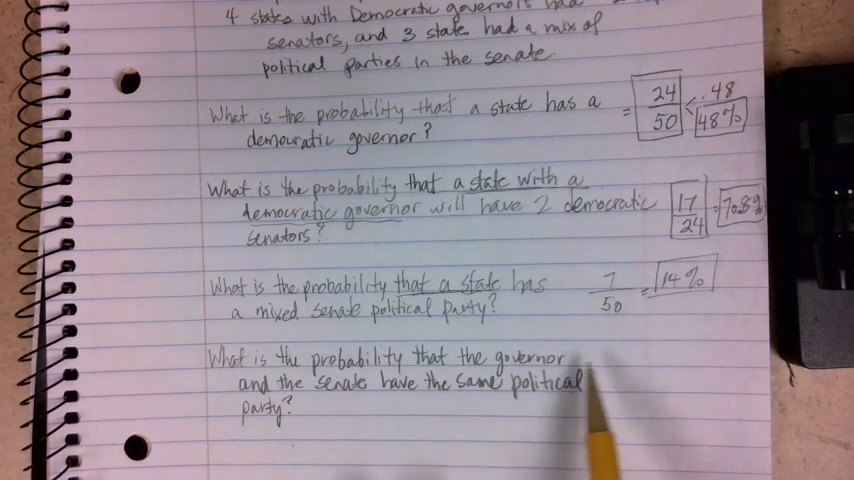 4 states with Democratic governors had
senators, and 3 state had a mix of
political parties in the senate.
What is the probability that a state has a
democratic governor?
= 24/50 < .48
48%
What is the probability that a state with a
democratic governor will have 2 democratic
senators?
17/24 = 70.8%
What is the probability that a state has
a mixed senate political party?
7/50 = 14%
What is the probability that the governor
and the senate have the same political
party?